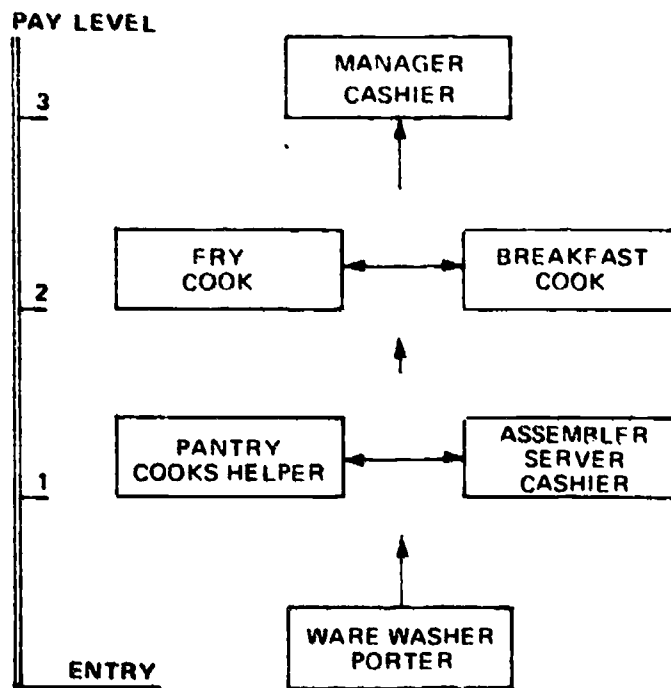 PAY LEVEL
MANAGER
CASHIER
3
FRY
COOK
BREAKFAST
COOK
2
PANTRY
COOKS HELPER
ASSEMBLER
SERVER
CASHIER
1
WARE WASHER
PORTER
ENTRY